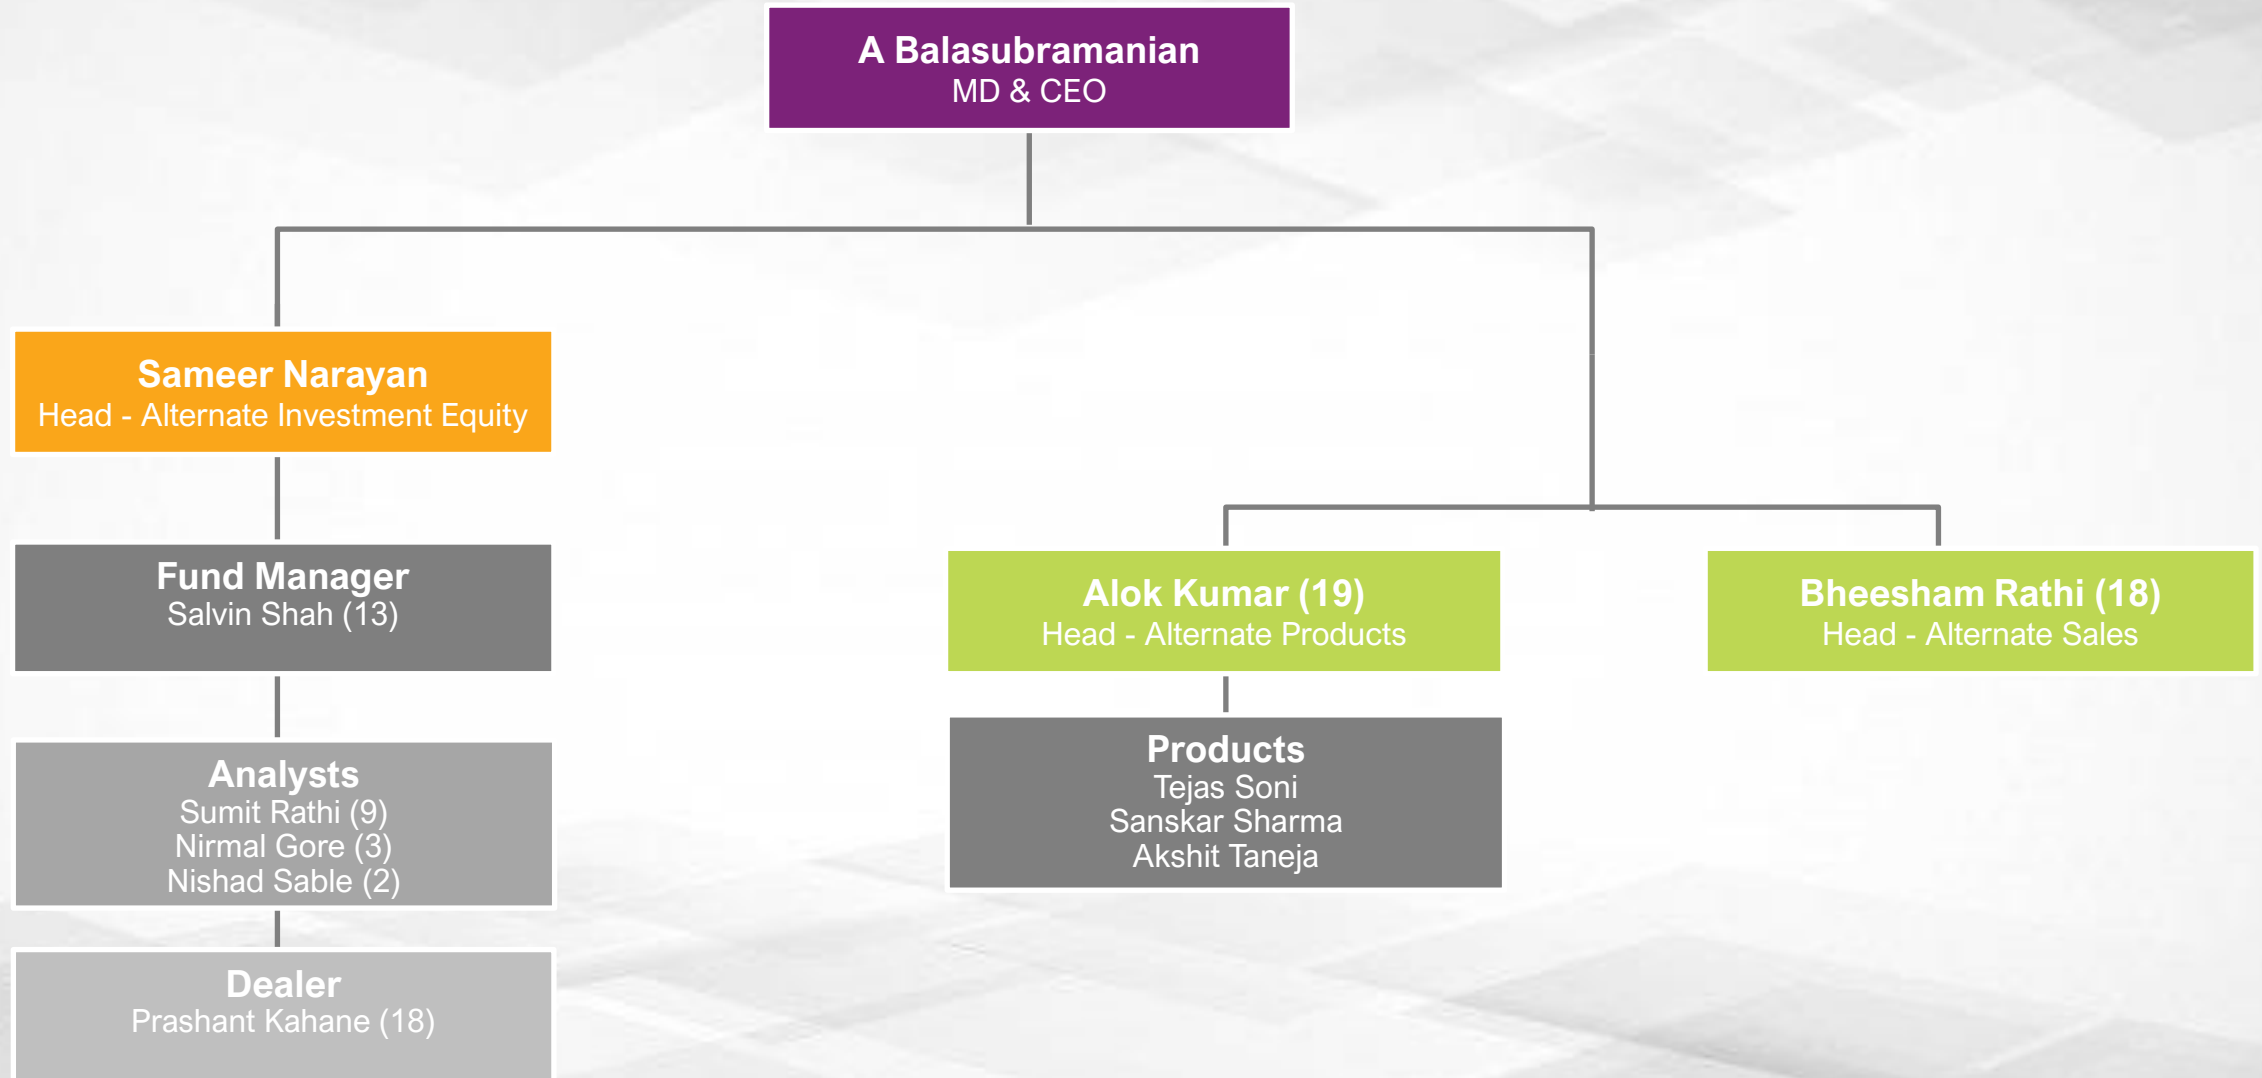 A Balasubramanian
MD & CEO
Sameer Narayan
Head - Alternate Investment Equity
Fund Manager
Salvin Shah (13)
Analysts
Sumit Rathi (9)
Nirmal Gore (3)
Nishad Sable (2)
Dealer
Prashant Kahane (18)
Alok Kumar (19)
Head - Alternate Products
Products
Tejas Soni
Sanskar Sharma
Akshit Taneja
Bheesham Rathi (18)
Head - Alternate Sales